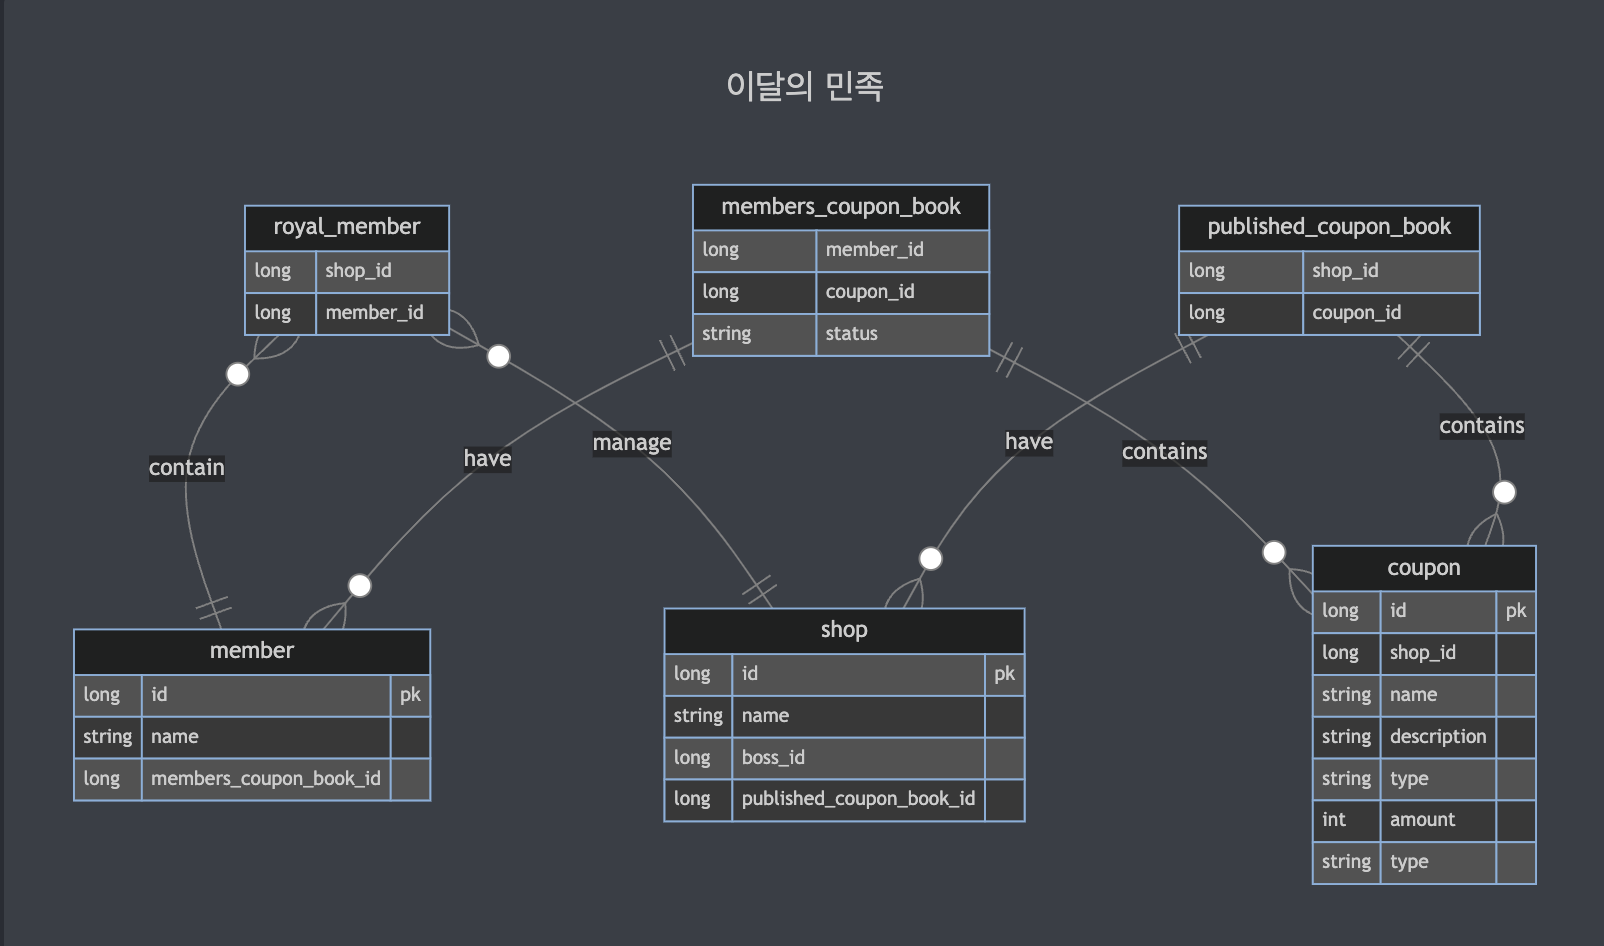 이달의 민족
royal_member
long shop_id
long member_id
members_coupon_book
long member_id
long coupon_id
string status
published_coupon_book
long shop_id
long coupon_id
contain
have
manage
have
contains
contains
member
long id pk
string name
long members_coupon_book_id
shop
long id pk
string name
long boss_id
long published_coupon_book_id
coupon
long id pk
long shop_id
string name
string description
string type
int amount
string type